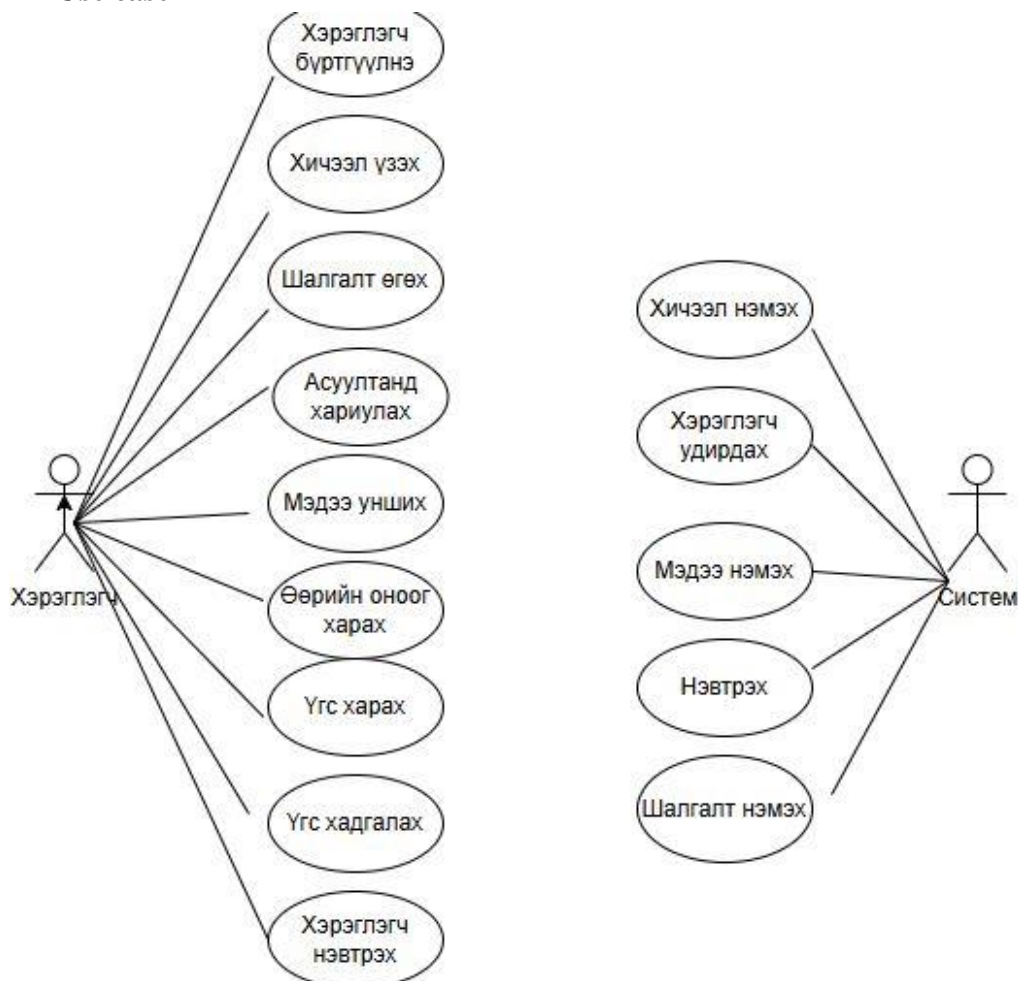 Хэрэглэгч
бүртгүүлнэ
Хичээл үзэх
Шалгалт өгөх
Асуултанд
хариулах
Мэдээ унших
Өөрийн оноог
харах
Үгс харах
Үгс хадгалах
Хэрэглэгч
нэвтрэх
Хэрэглэгч
Хичээл нэмэх
Хэрэглэгч
удирдах
Мэдээ нэмэх
Нэвтрэх
Шалгалт нэмэх
Систем